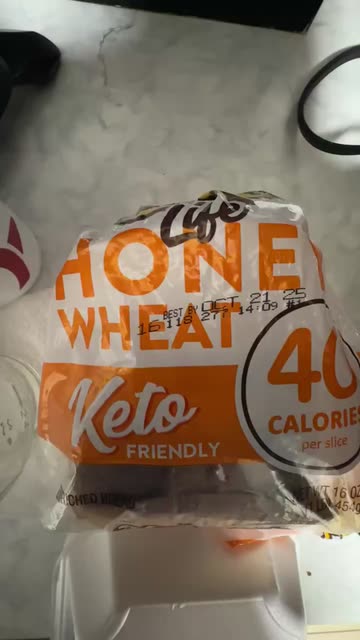 Life
HONE
WHEAT
BEST BY OCT 21 25
16 118 277 14:09
Keto
FRIENDLY
40
CALORIE
per slice
NET WT 16 OZ